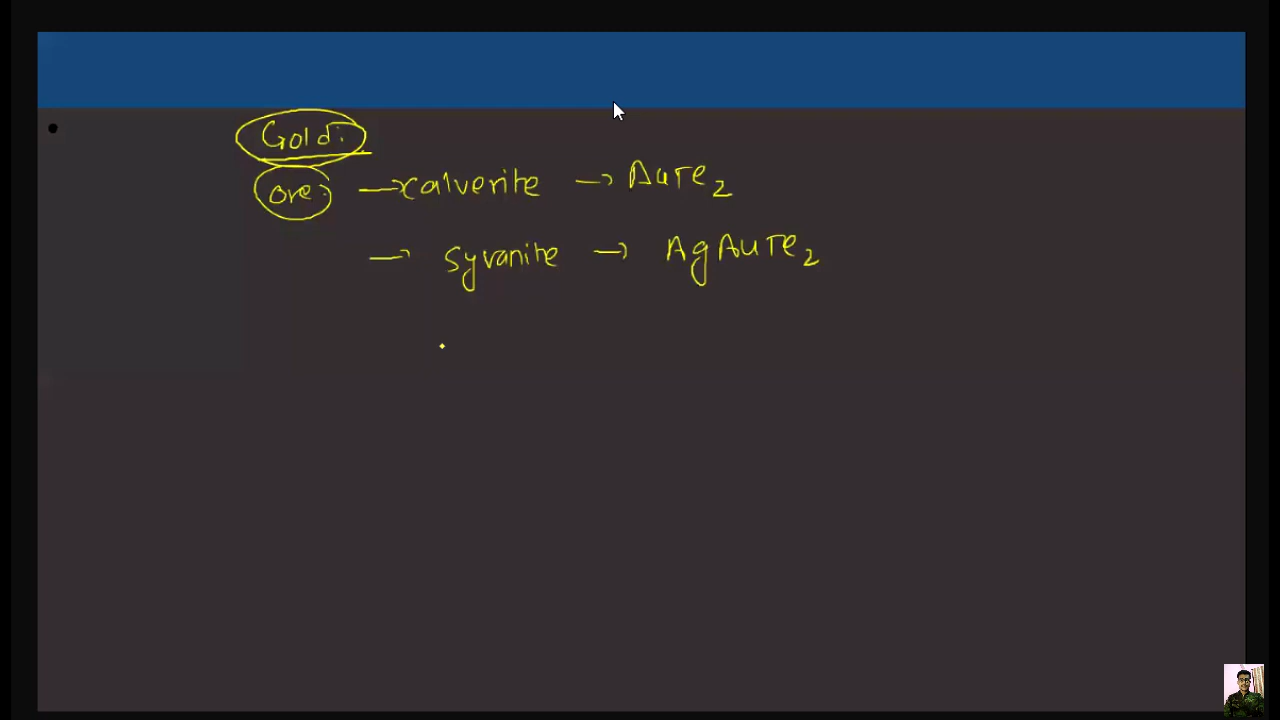 Gold:
ore: → Calverite → AuTe2
→ Syvanite → AgAuTe2